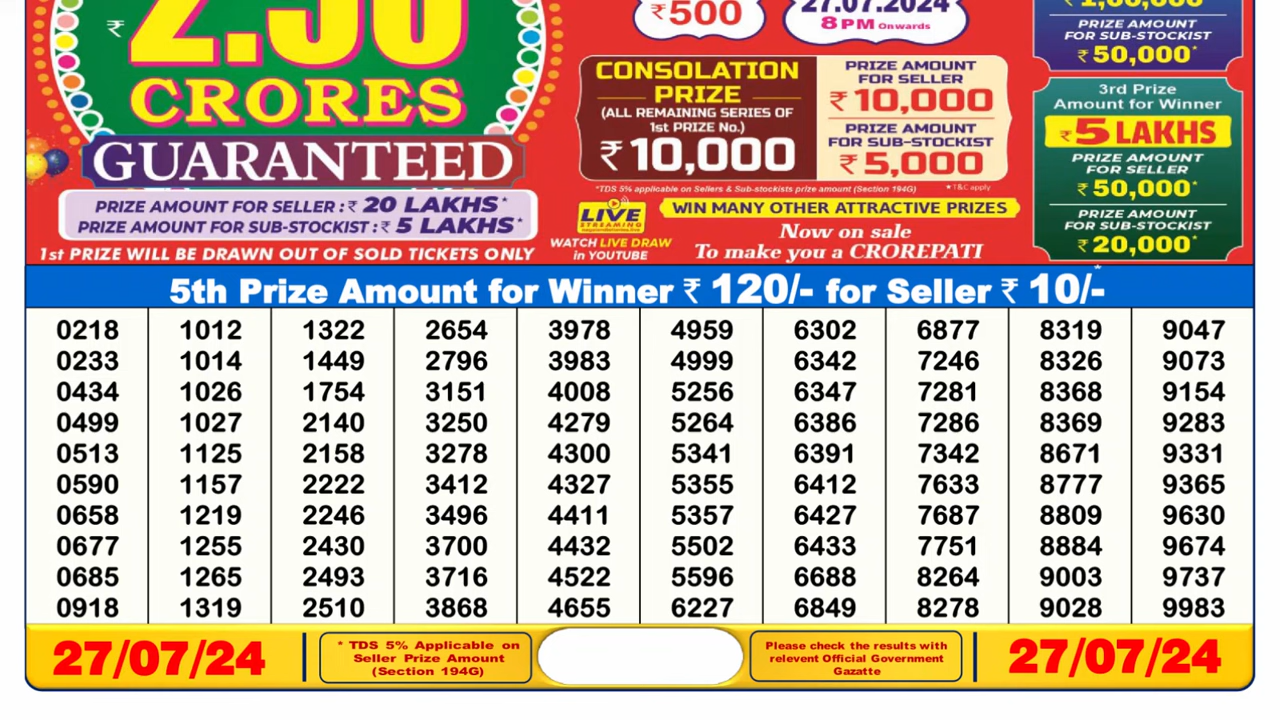 ₹ 2.50
CRORES
GUARANTEED
PRIZE AMOUNT FOR SELLER :₹ 20 LAKHS*
PRIZE AMOUNT FOR SUB-STOCKIST :₹ 5 LAKHS*
1st PRIZE WILL BE DRAWN OUT OF SOLD TICKETS ONLY
₹500
27.07.2024
8 PM Onwards
CONSOLATION
PRIZE
(ALL REMAINING SERIES OF
1st PRIZE No.)
₹ 10,000
PRIZE AMOUNT
FOR SELLER
₹ 10,000
PRIZE AMOUNT
FOR SUB-STOCKIST
₹ 5,000
*TDS 5% applicable on Sellers & Sub-stockists prize amount (Section 194G)
*T&C apply
LIVE
STREAMING
WATCH LIVE DRAW
in YOUTUBE
WIN MANY OTHER ATTRACTIVE PRIZES
Now on sale
To make you a CROREPATI
PRIZE AMOUNT
FOR SUB-STOCKIST
₹ 50,000*
3rd Prize
Amount for Winner
₹ 5 LAKHS
PRIZE AMOUNT
FOR SELLER
₹ 50,000*
PRIZE AMOUNT
FOR SUB-STOCKIST
₹ 20,000*
5th Prize Amount for Winner ₹ 120/- for Seller ₹ 10/-*
0218 1012 1322 2654 3978 4959 6302 6877 8319 9047
0233 1014 1449 2796 3983 4999 6342 7246 8326 9073
0434 1026 1754 3151 4008 5256 6347 7281 8368 9154
0499 1027 2140 3250 4279 5264 6386 7286 8369 9283
0513 1125 2158 3278 4300 5341 6391 7342 8671 9331
0590 1157 2222 3412 4327 5355 6412 7633 8777 9365
0658 1219 2246 3496 4411 5357 6427 7687 8809 9630
0677 1255 2430 3700 4432 5502 6433 7751 8884 9674
0685 1265 2493 3716 4522 5596 6688 8264 9003 9737
0918 1319 2510 3868 4655 6227 6849 8278 9028 9983
27/07/24
* TDS 5% Applicable on
Seller Prize Amount
(Section 194G)
Please check the results with
relevent Official Government
Gazatte
27/07/24